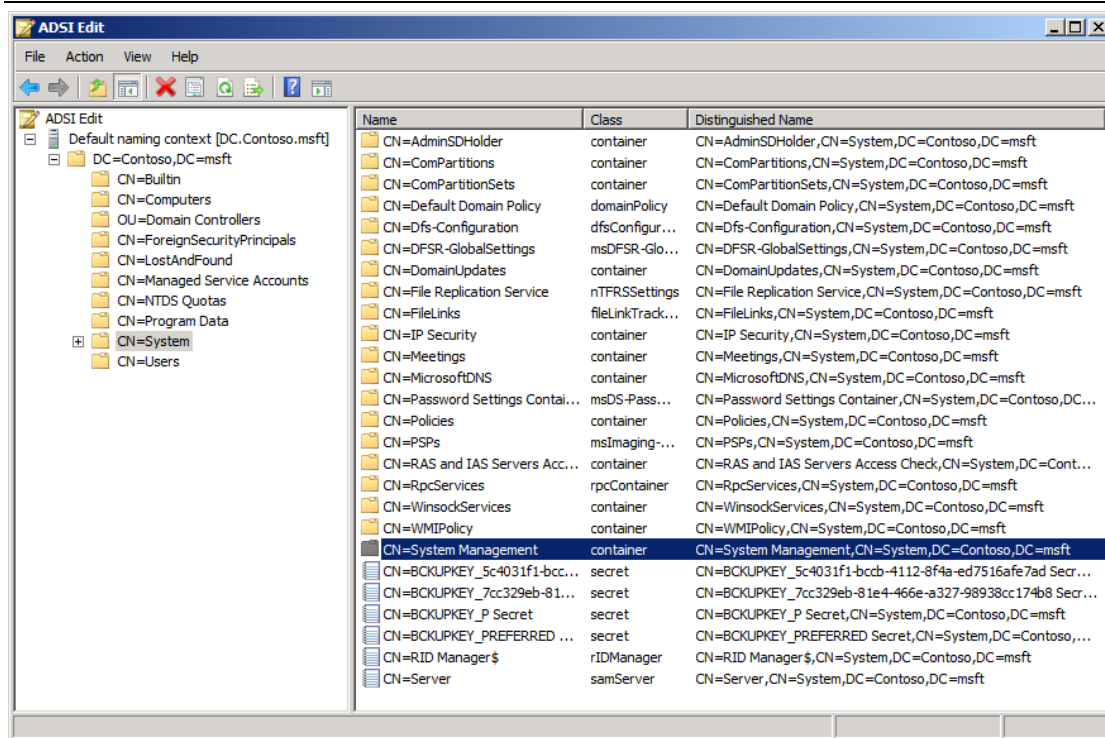 ADSI Edit
File Action View Help
ADSI Edit
Default naming context [DC.Contoso.msft]
DC=Contoso,DC=msft
CN=Builtin
CN=Computers
OU=Domain Controllers
CN=ForeignSecurityPrincipals
CN=LostAndFound
CN=Managed Service Accounts
CN=NTDS Quotas
CN=Program Data
CN=System
CN=Users
Name Class Distinguished Name
CN=AdminSDHolder container CN=AdminSDHolder,CN=System,DC=Contoso,DC=msft
CN=ComPartitions container CN=ComPartitions,CN=System,DC=Contoso,DC=msft
CN=ComPartitionSets container CN=ComPartitionSets,CN=System,DC=Contoso,DC=msft
CN=Default Domain Policy domainPolicy CN=Default Domain Policy,CN=System,DC=Contoso,DC=msft
CN=Dfs-Configuration dfsConfigur... CN=Dfs-Configuration,CN=System,DC=Contoso,DC=msft
CN=DFSR-GlobalSettings msDFSR-Glo... CN=DFSR-GlobalSettings,CN=System,DC=Contoso,DC=msft
CN=DomainUpdates container CN=DomainUpdates,CN=System,DC=Contoso,DC=msft
CN=File Replication Service nTFRSSettings CN=File Replication Service,CN=System,DC=Contoso,DC=msft
CN=FileLinks fileLinkTrack... CN=FileLinks,CN=System,DC=Contoso,DC=msft
CN=IP Security container CN=IP Security,CN=System,DC=Contoso,DC=msft
CN=Meetings container CN=Meetings,CN=System,DC=Contoso,DC=msft
CN=MicrosoftDNS container CN=MicrosoftDNS,CN=System,DC=Contoso,DC=msft
CN=Password Settings Contai... msDS-Pass... CN=Password Settings Container,CN=System,DC=Contoso,DC...
CN=Policies container CN=Policies,CN=System,DC=Contoso,DC=msft
CN=PSPs msImaging-... CN=PSPs,CN=System,DC=Contoso,DC=msft
CN=RAS and IAS Servers Acc... container CN=RAS and IAS Servers Access Check,CN=System,DC=Cont...
CN=RpcServices rpcContainer CN=RpcServices,CN=System,DC=Contoso,DC=msft
CN=WinsockServices container CN=WinsockServices,CN=System,DC=Contoso,DC=msft
CN=WMIPolicy container CN=WMIPolicy,CN=System,DC=Contoso,DC=msft
CN=System Management container CN=System Management,CN=System,DC=Contoso,DC=msft
CN=BCKUPKEY_5c4031f1-bcc... secret CN=BCKUPKEY_5c4031f1-bccb-4112-8f4a-ed7516afe7ad Secr...
CN=BCKUPKEY_7cc329eb-81... secret CN=BCKUPKEY_7cc329eb-81e4-466e-a327-98938cc174b8 Secr...
CN=BCKUPKEY_P Secret secret CN=BCKUPKEY_P Secret,CN=System,DC=Contoso,DC=msft
CN=BCKUPKEY_PREFERRED ... secret CN=BCKUPKEY_PREFERRED Secret,CN=System,DC=Contoso,...
CN=RID Manager$ rIDManager CN=RID Manager$,CN=System,DC=Contoso,DC=msft
CN=Server samServer CN=Server,CN=System,DC=Contoso,DC=msft